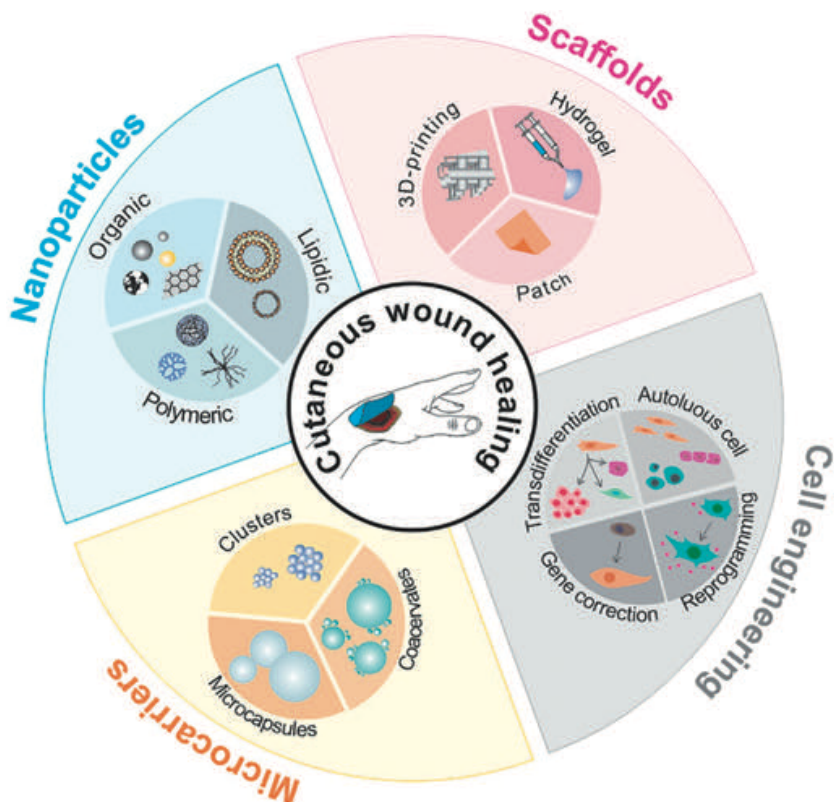 Nanoparticles
Organic
Lipidic
Polymeric
Scaffolds
3D-printing
Hydrogel
Patch
Cutaneous wound healing
Cell engineering
Transdifferentiation
Autoluous cell
Gene correction
Reprogramming
Microcarriers
Clusters
Coacervales
Microcapsules